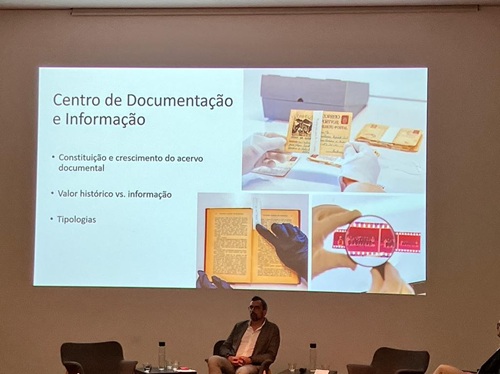 Centro de Documentação
e Informação
• Constituição e crescimento do acervo
documental
• Valor histórico vs. informação
• Tipologias